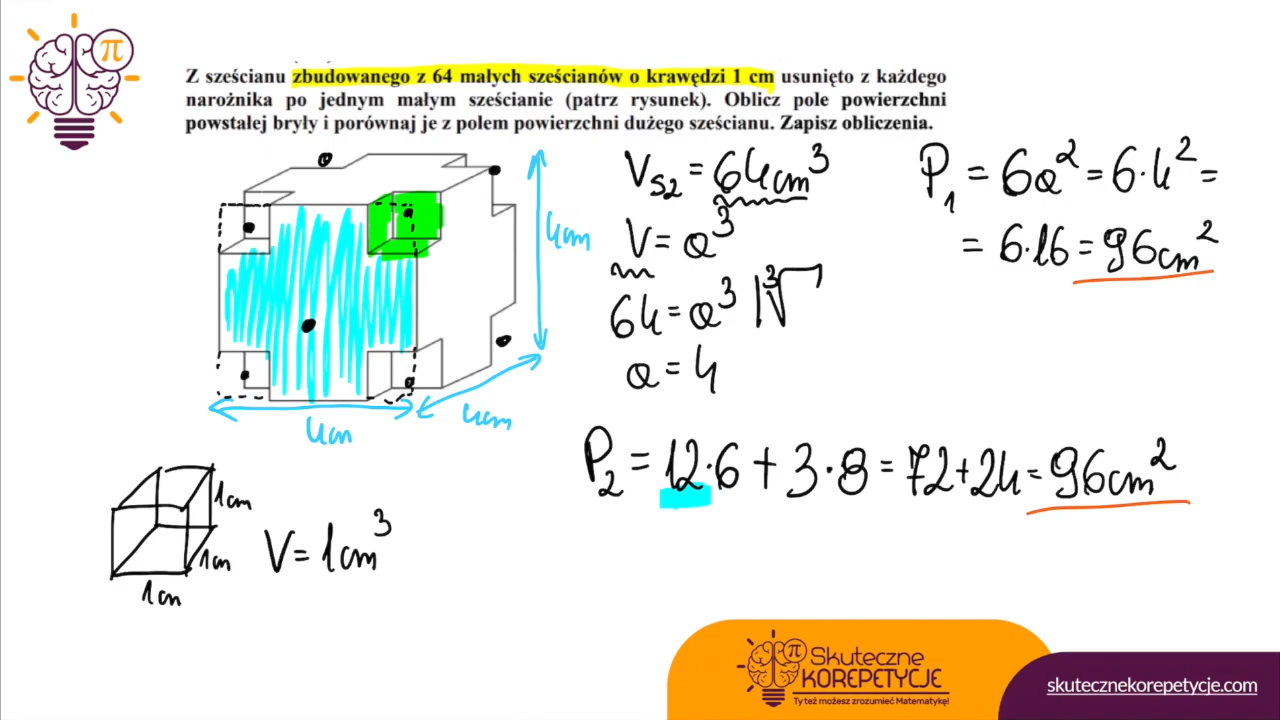 π
Z sześcianu zbudowanego z 64 małych sześcianów o krawędzi 1 cm usunięto z każdego
narożnika po jednym małym sześcianie (patrz rysunek). Oblicz pole powierzchni
powstałej bryły i porównaj je z polem powierzchni dużego sześcianu. Zapisz obliczenia.
V_{S2} = 64cm³
V = a³
64 = a³ |∛
a = 4
P₁ = 6a² = 6·4² =
= 6·16 = 96cm²
4cm
4cm
4cm
P₂ = 12·6 + 3·8 = 72+24 = 96cm²
1cm
1cm
1cm
V = 1cm³
π
Skuteczne
KOREPETYCJE
Ty też możesz zrozumieć Matematykę!
skutecznekorepetycje.com